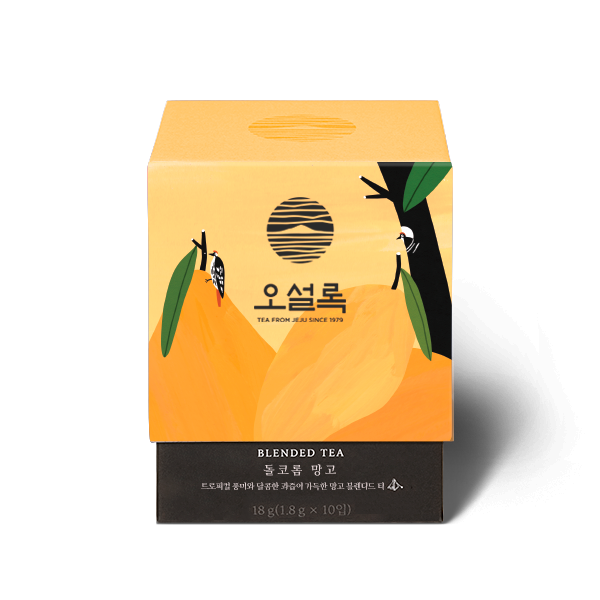 오설록
TEA FROM JEJU SINCE 1979
BLENDED TEA
돌코롬 망고
트로피컬 풍미와 달콤한 과즙이 가득한 망고 블렌디드 티
18 g(1.8 g × 10입)